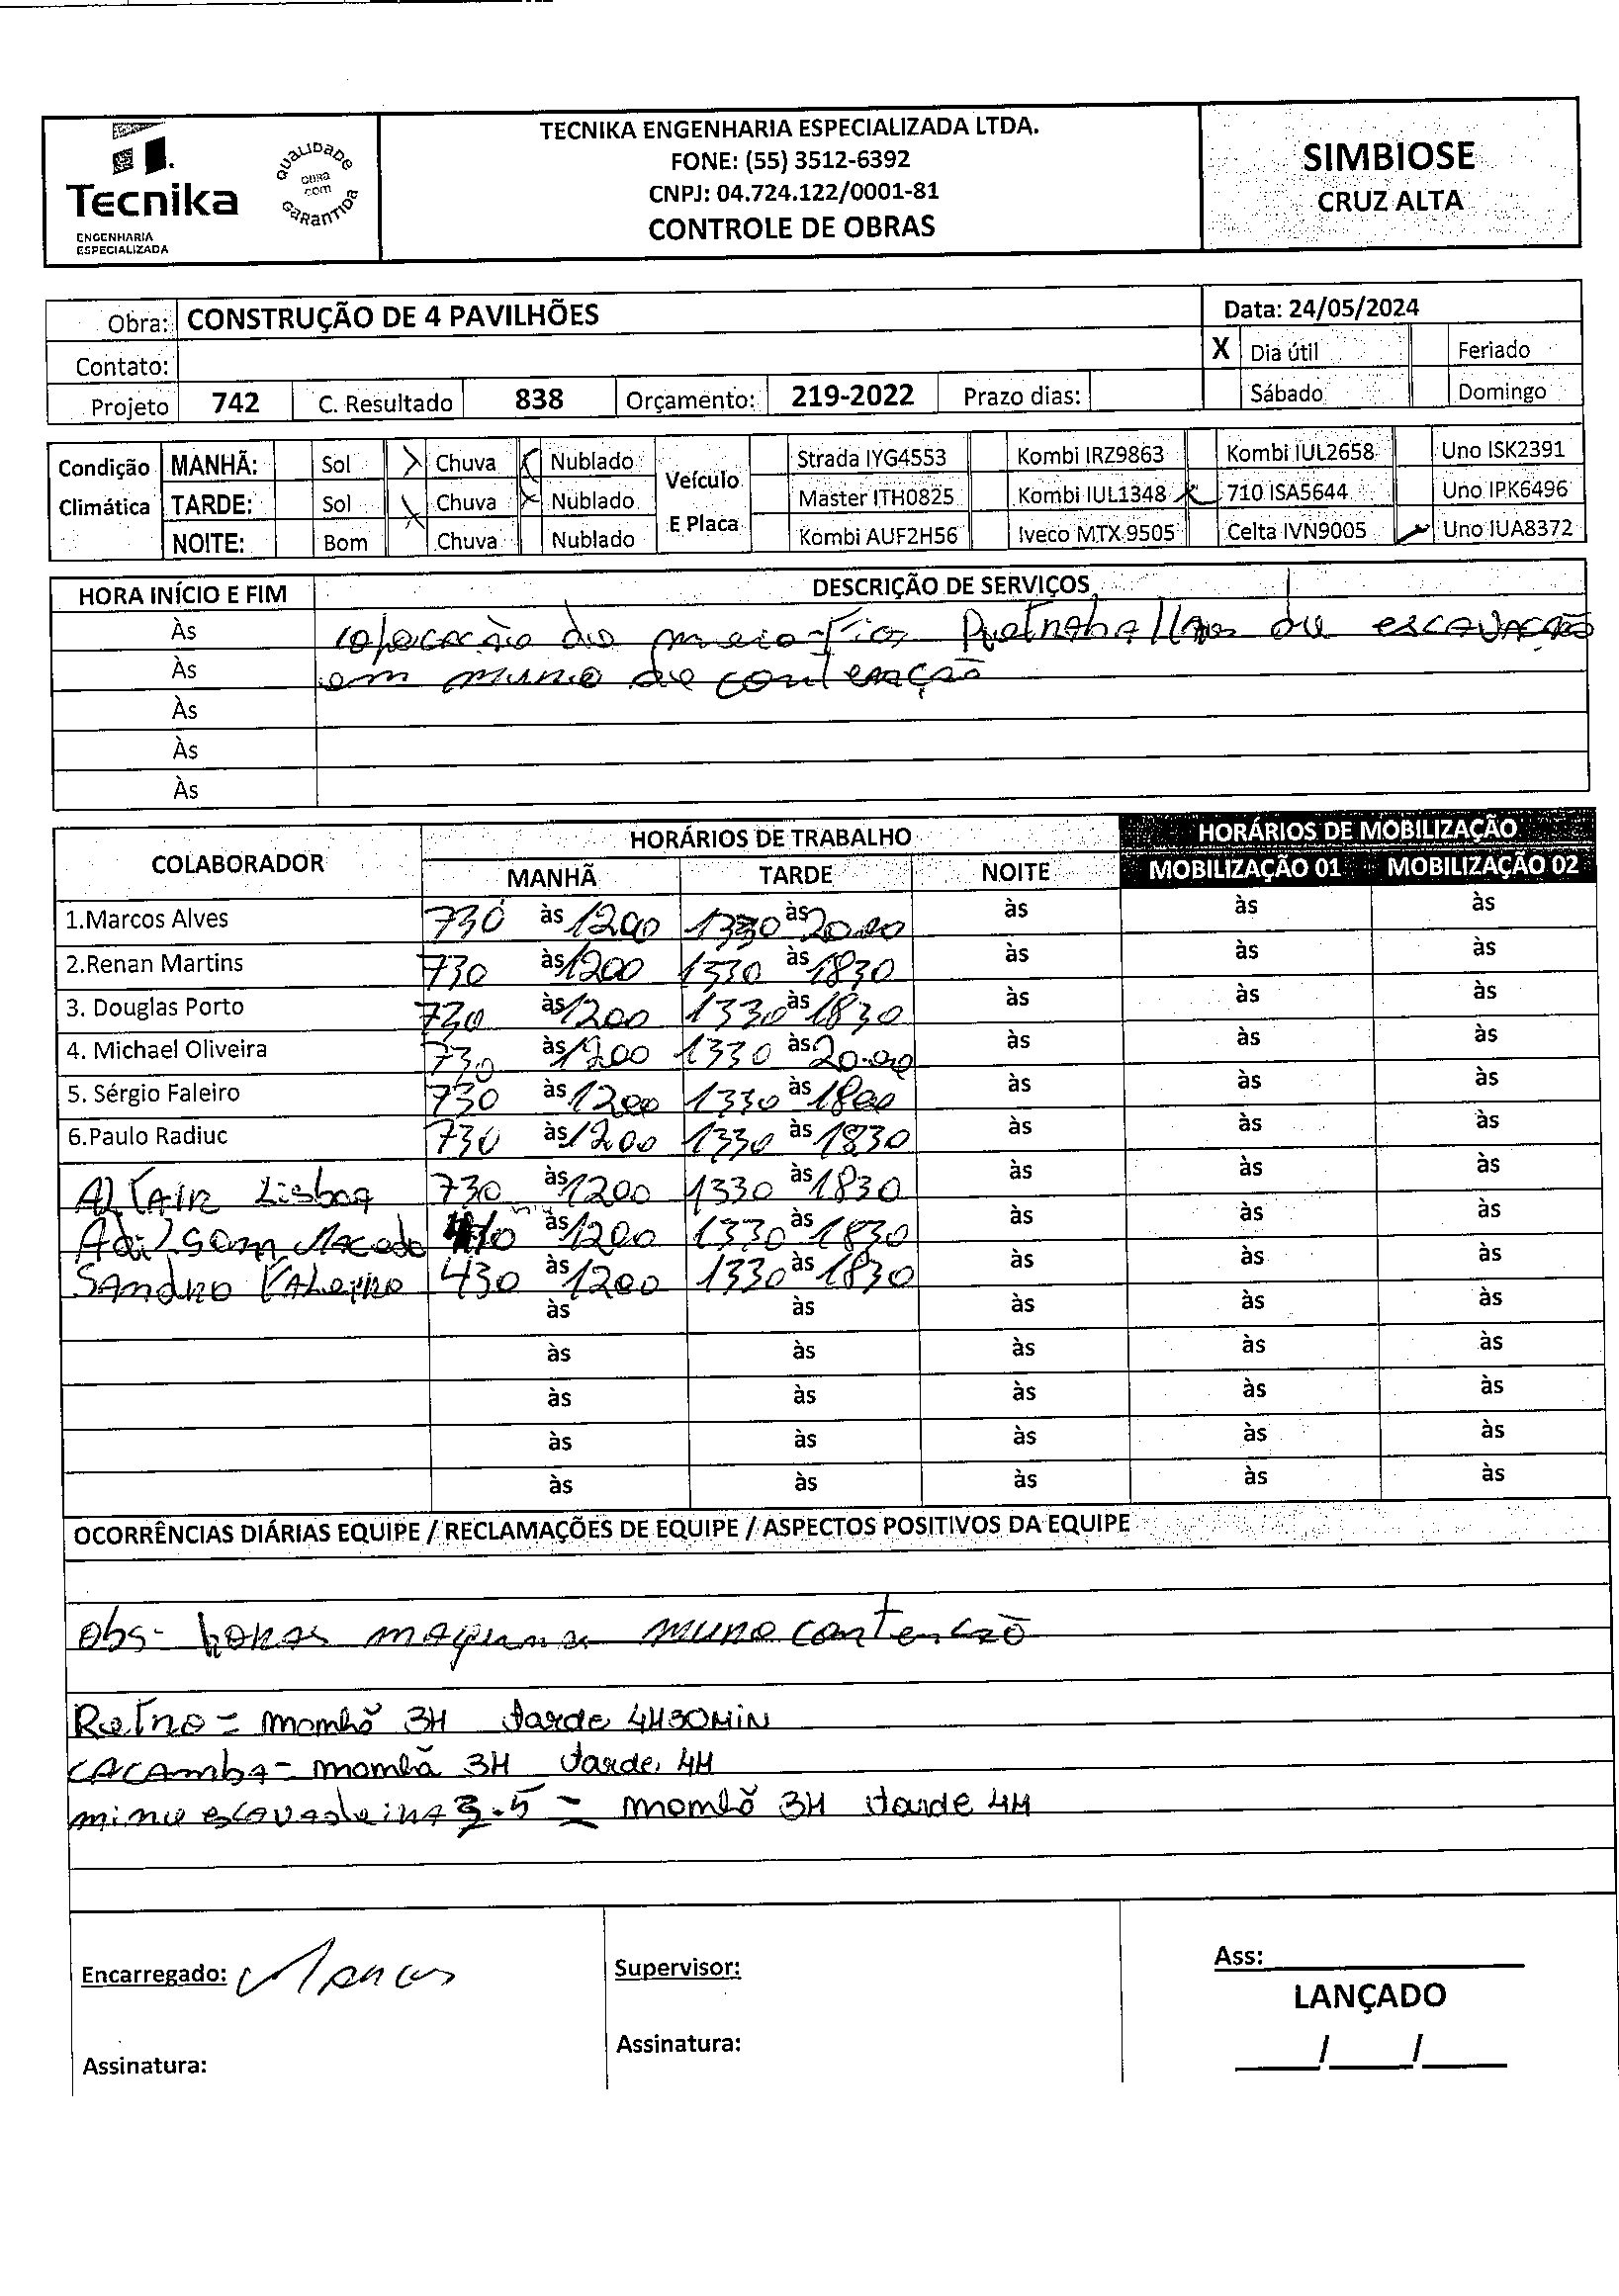 TECNIKA ENGENHARIA ESPECIALIZADA LTDA.
FONE: (55) 3512-6392
CNPJ: 04.724.122/0001-81
CONTROLE DE OBRAS
Tecnika
ENGENHARIA
ESPECIALIZADA
QUALIDADE
OBRA
COM
GARANTIDA
SIMBIOSE
CRUZ ALTA
Obra: CONSTRUÇÃO DE 4 PAVILHÕES Data: 24/05/2024
Contato: X Dia útil Feriado
Projeto 742 C. Resultado 838 Orçamento: 219-2022 Prazo dias: Sábado Domingo
Condição Climática Veículo E Placa
MANHÃ: Sol X Chuva X Nublado Strada IYG4553 Kombi IRZ9863 Kombi IUL2658 Uno ISK2391
TARDE: Sol X Chuva X Nublado Master ITH0825 Kombi IUL1348 X 710 ISA5644 Uno IPK6496
NOITE: Bom Chuva Nublado Kombi AUF2H56 Iveco MTX 9505 Celta IVN9005 Uno IUA8372
HORA INÍCIO E FIM DESCRIÇÃO DE SERVIÇOS
Às colocação de meio-fio de escavação
Às em muro de contenção
Às
Às
Às
COLABORADOR HORÁRIOS DE TRABALHO HORÁRIOS DE MOBILIZAÇÃO
MANHÃ TARDE NOITE MOBILIZAÇÃO 01 MOBILIZAÇÃO 02
1.Marcos Alves 730 às 1200 1330 às 20.00 às às às
2.Renan Martins 730 às 1200 1330 às 1830 às às às
3. Douglas Porto 730 às 1200 1330 às 1830 às às às
4. Michael Oliveira 730 às 1200 1330 às 20.00 às às às
5. Sérgio Faleiro 730 às 1200 1330 às 1800 às às às
6.Paulo Radiuc 730 às 1200 1330 às 1830 às às às
ALTAIR Lisboa 730 às 1200 1330 às 1830 às às às
Adilsom Macedo às 1200 1330 às 1830 às às às
SANDRO FALEIRO 430 às 1200 1330 às 1830 às às às
às às às às às
às às às às às
às às às às às
às às às às às
às às às às às
OCORRÊNCIAS DIÁRIAS EQUIPE / RECLAMAÇÕES DE EQUIPE / ASPECTOS POSITIVOS DA EQUIPE
obs- horas maquina muro contenção
Retro = momhã 3H tarde 4H30MIN
CACAmbA = momhã 3H tarde 4H
mine escavadeira 3.5 = momhã 3H tarde 4H
Encarregado: Marcos Supervisor: Ass:
LANÇADO
Assinatura: Assinatura: / /